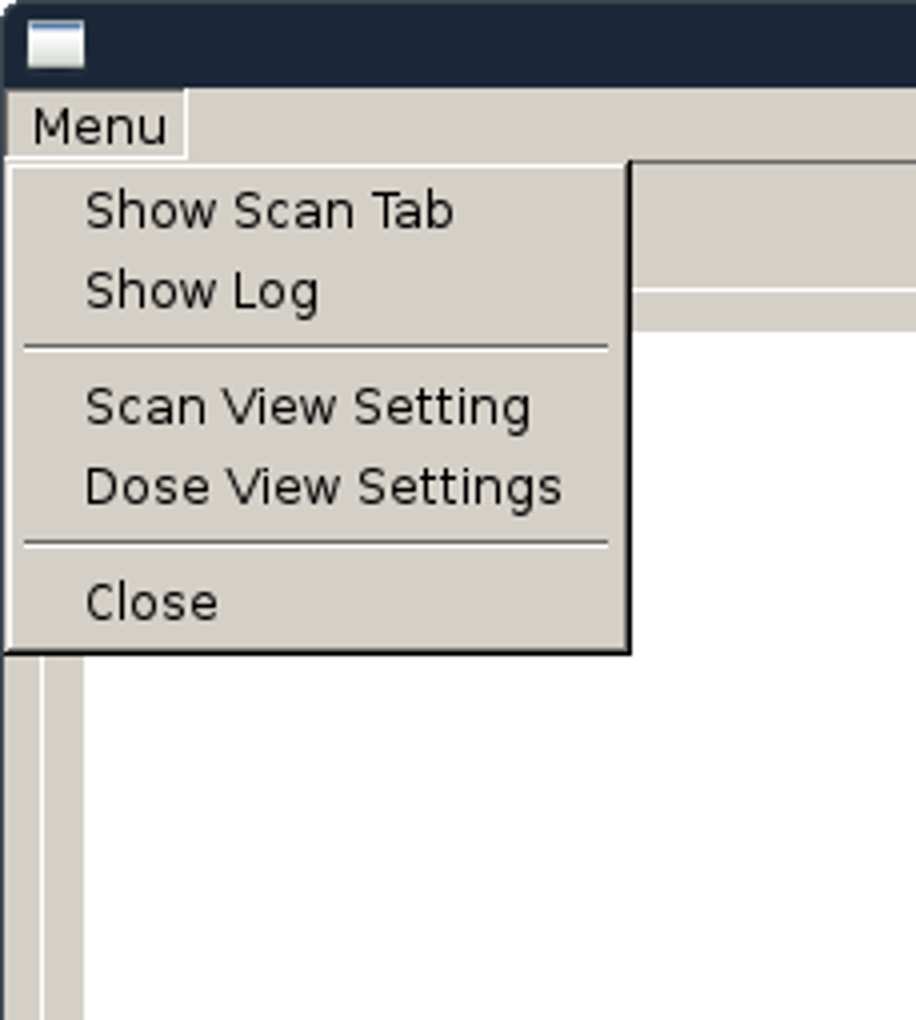 Menu
Show Scan Tab
Show Log
Scan View Setting
Dose View Settings
Close